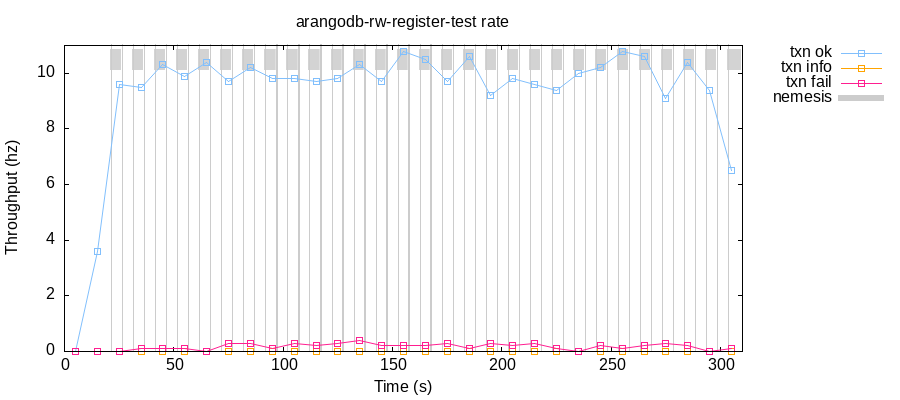 arangodb-rw-register-test rate
txn ok
txn info
txn fail
nemesis
Throughput (hz)
10
8
6
4
2
0
0 50 100 150 200 250 300
Time (s)